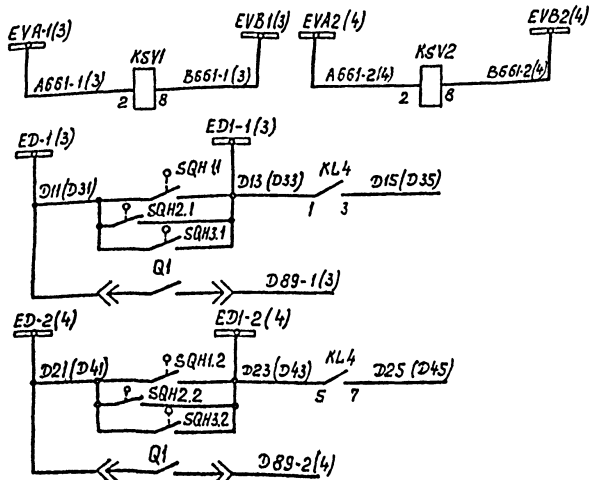 EVA-1(3) EVB1(3) EVA2(4) EVB2(4)
KSV1 KSV2
A661-1(3) B661-1(3) A661-2(4) B661-2(4)
2 8 2 8
ED-1(3) ED1-1(3)
SQH1.1 KL4
D11(D31) D13(D33) D15(D35)
SQH2.1 1 3
SQH3.1
Q1 D89-1(3)
ED-2(4) ED1-2(4)
SQH1.2 KL4
D21(D41) D23(D43) D25(D45)
SQH2.2 5 7
SQH3.2
Q1 D89-2(4)